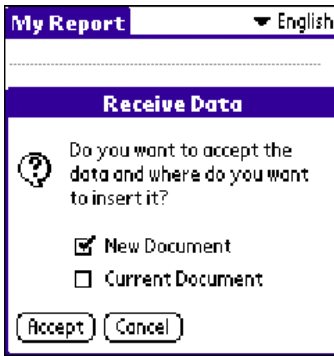 My Report English
Receive Data
Do you want to accept the
data and where do you want
to insert it?
New Document
Current Document
Accept Cancel